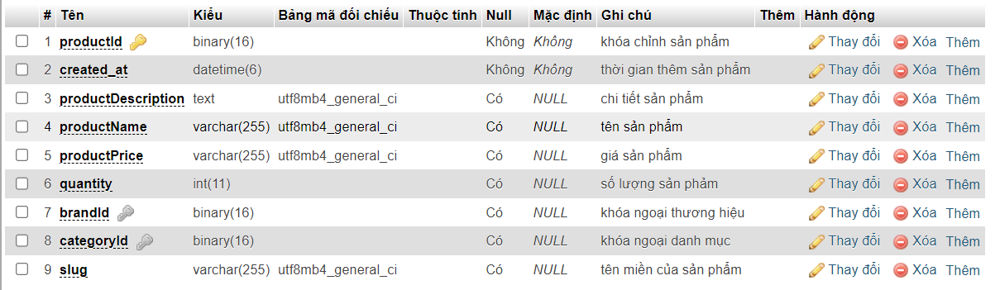 # Tên Kiểu Bảng mã đối chiếu Thuộc tính Null Mặc định Ghi chú Thêm Hành động
1 productId binary(16) Không Không khóa chỉnh sản phẩm Thay đổi Xóa Thêm
2 created_at datetime(6) Không Không thời gian thêm sản phẩm Thay đổi Xóa Thêm
3 productDescription text utf8mb4_general_ci Có NULL chi tiết sản phẩm Thay đổi Xóa Thêm
4 productName varchar(255) utf8mb4_general_ci Có NULL tên sản phẩm Thay đổi Xóa Thêm
5 productPrice varchar(255) utf8mb4_general_ci Có NULL giá sản phẩm Thay đổi Xóa Thêm
6 quantity int(11) Có NULL số lượng sản phảm Thay đổi Xóa Thêm
7 brandId binary(16) Có NULL khóa ngoại thương hiệu Thay đổi Xóa Thêm
8 categoryId binary(16) Có NULL khóa ngoại danh mục Thay đổi Xóa Thêm
9 slug varchar(255) utf8mb4_general_ci Có NULL tên miền của sản phẩm Thay đổi Xóa Thêm